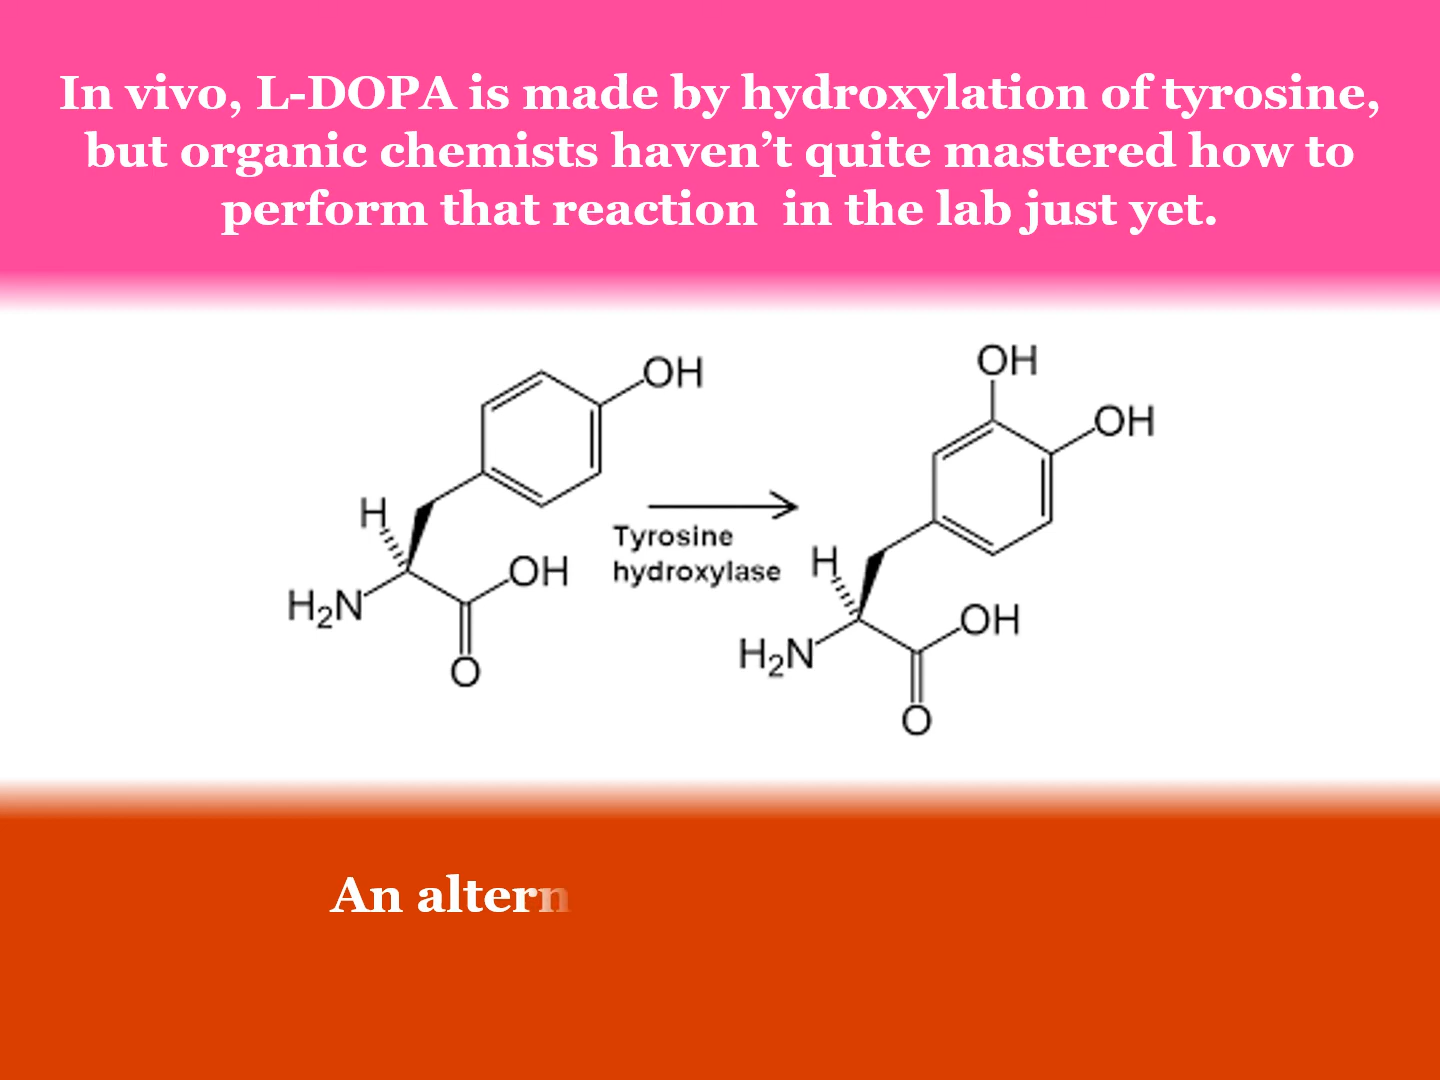 In vivo, L-DOPA is made by hydroxylation of tyrosine,
but organic chemists haven’t quite mastered how to
perform that reaction  in the lab just yet.
OH
H
H₂N
OH
O
Tyrosine
hydroxylase
OH
OH
H
H₂N
OH
O
An altern